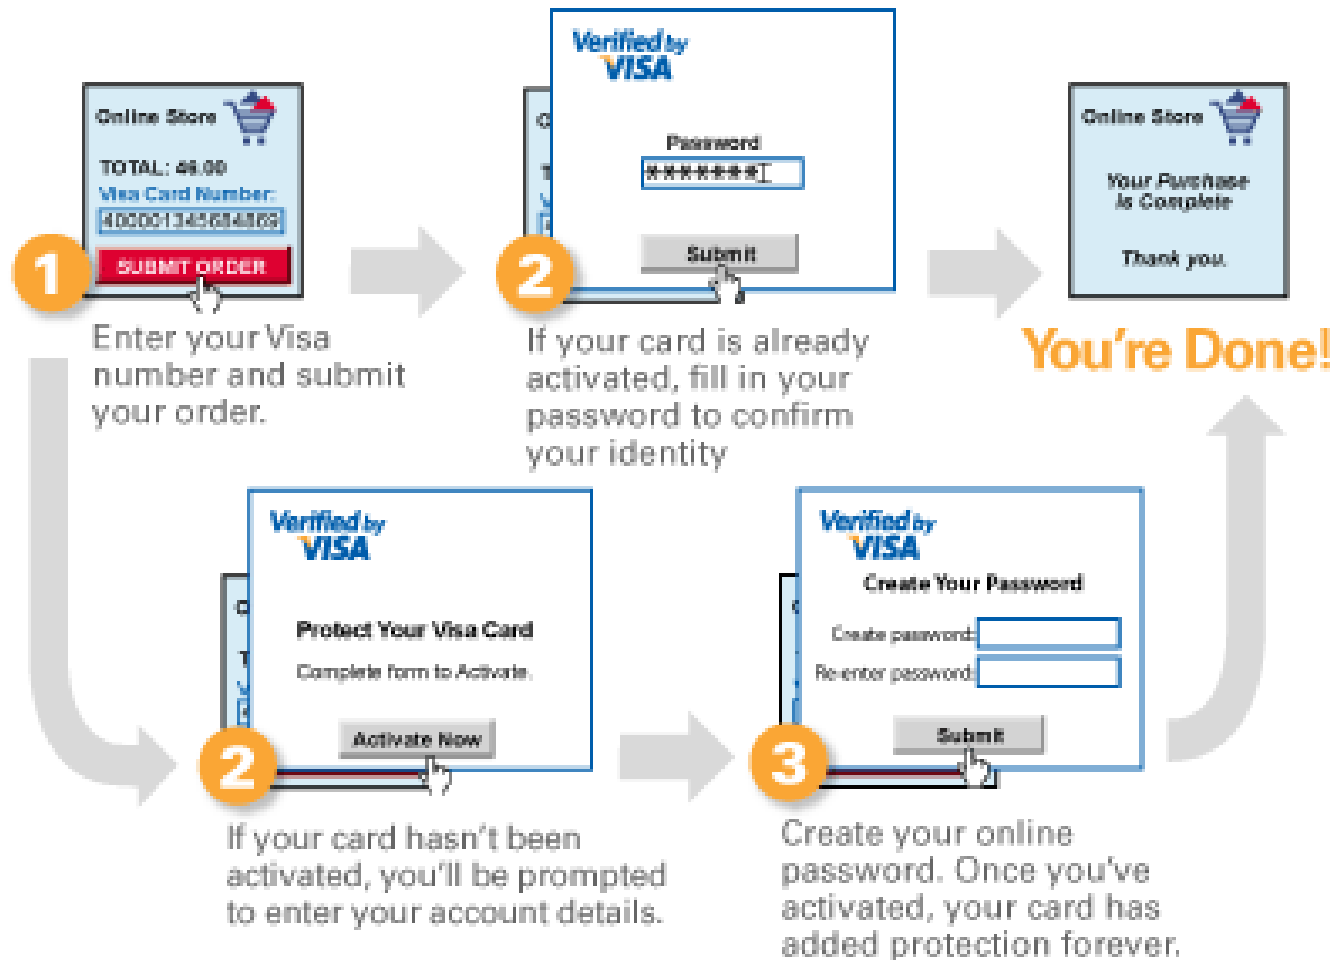 Online Store
TOTAL: 46.00
Visa Card Number:
SUBMIT ORDER
1
Enter your Visa
number and submit
your order.
Verified by
VISA
Password
*******
Submit
2
If your card is already
activated, fill in your
password to confirm
your identity
Online Store
Your Purchase
is Complete
Thank you.
You're Done!
Verified by
VISA
Protect Your Visa Card
Complete form to Activate.
Activate Now
2
If your card hasn't been
activated, you'll be prompted
to enter your account details.
Verified by
VISA
Create Your Password
Create password:
Re-enter password:
Submit
3
Create your online
password. Once you've
activated, your card has
added protection forever.